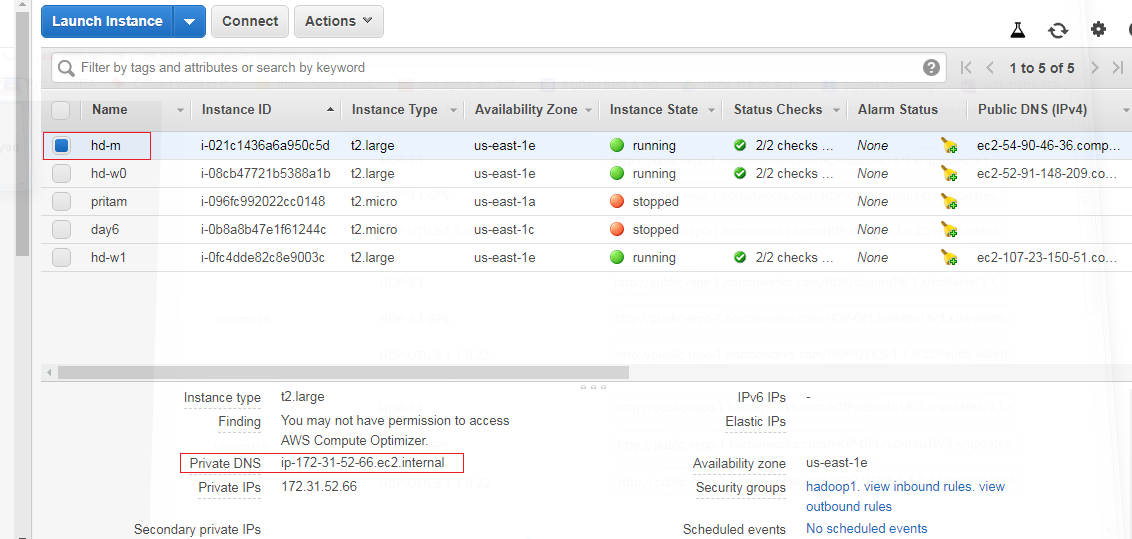 Launch Instance Connect Actions
Filter by tags and attributes or search by keyword 1 to 5 of 5
Name Instance ID Instance Type Availability Zone Instance State Status Checks Alarm Status Public DNS (IPv4)
hd-m i-021c1436a6a950c5d t2.large us-east-1e running 2/2 checks ... None ec2-54-90-46-36.comp...
hd-w0 i-08cb47721b5388a1b t2.large us-east-1e running 2/2 checks ... None ec2-52-91-148-209.co...
pritam i-096fc992022cc0148 t2.micro us-east-1a stopped None
day6 i-0b8a8b47e1f61244c t2.micro us-east-1c stopped None
hd-w1 i-0fc4dde82c8e9003c t2.large us-east-1e running 2/2 checks ... None ec2-107-23-150-51.co...
Instance type t2.large IPv6 IPs -
Finding You may not have permission to access Elastic IPs
AWS Compute Optimizer.
Private DNS ip-172-31-52-66.ec2.internal Availability zone us-east-1e
Private IPs 172.31.52.66 Security groups hadoop1. view inbound rules. view
outbound rules
Secondary private IPs Scheduled events No scheduled events